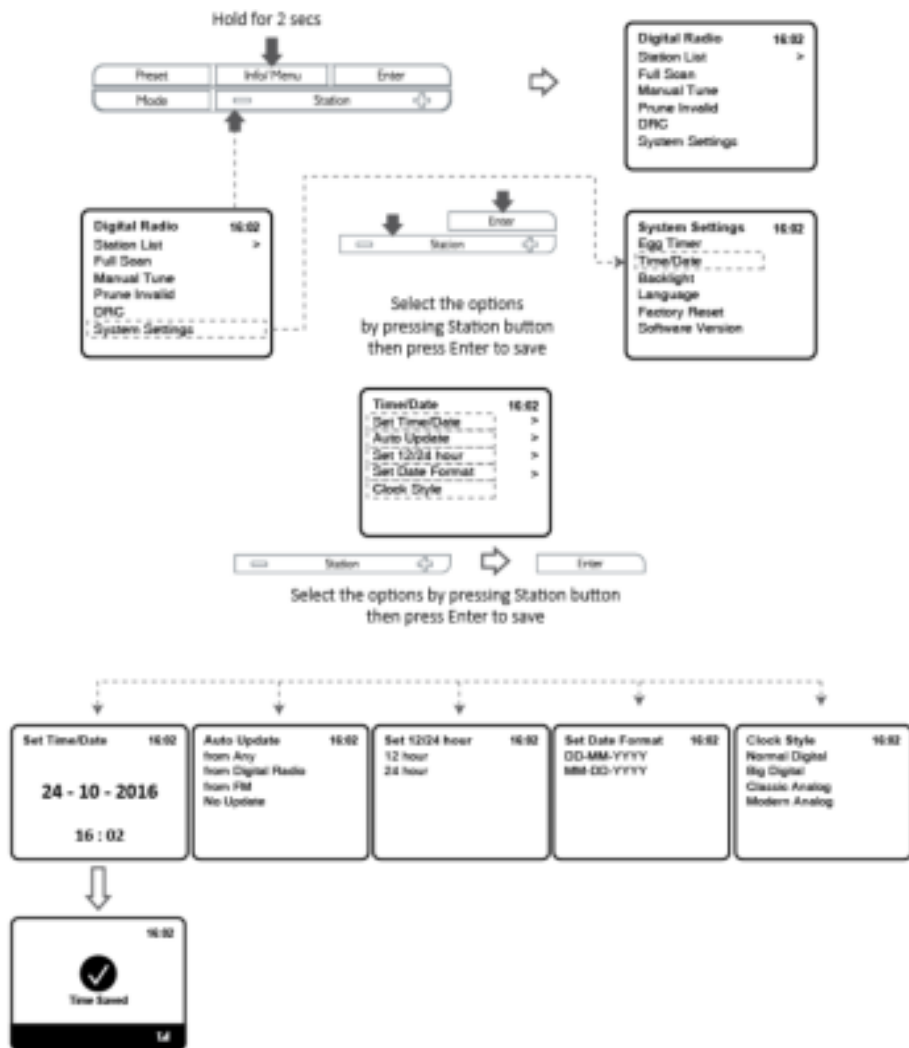 Hold for 2 secs
Preset Info/ Menu Enter
Mode Station
Digital Radio 16:02
Station List >
Full Scan
Manual Tune
Prune Invalid
DRC
System Settings
Digital Radio 16:02
Station List >
Full Scan
Manual Tune
Prune Invalid
DRC
System Settings
Enter
Station
Select the options
by pressing Station button
then press Enter to save
System Settings 16:02
Egg Timer
Time/Date
Backlight
Language
Factory Reset
Software Version
Time/Date 16:02
Set Time/Date >
Auto Update >
Set 12/24 hour >
Set Date Format >
Clock Style
Station Enter
Select the options by pressing Station button
then press Enter to save
Set Time/Date 16:02
24 - 10 - 2016
16 : 02
Auto Update 16:02
from Any
from Digital Radio
from FM
No Update
Set 12/24 hour 16:02
12 hour
24 hour
Set Date Format 16:02
DD-MM-YYYY
MM-DD-YYYY
Clock Style 16:02
Normal Digital
Big Digital
Classic Analog
Modern Analog
16:02
Time Saved